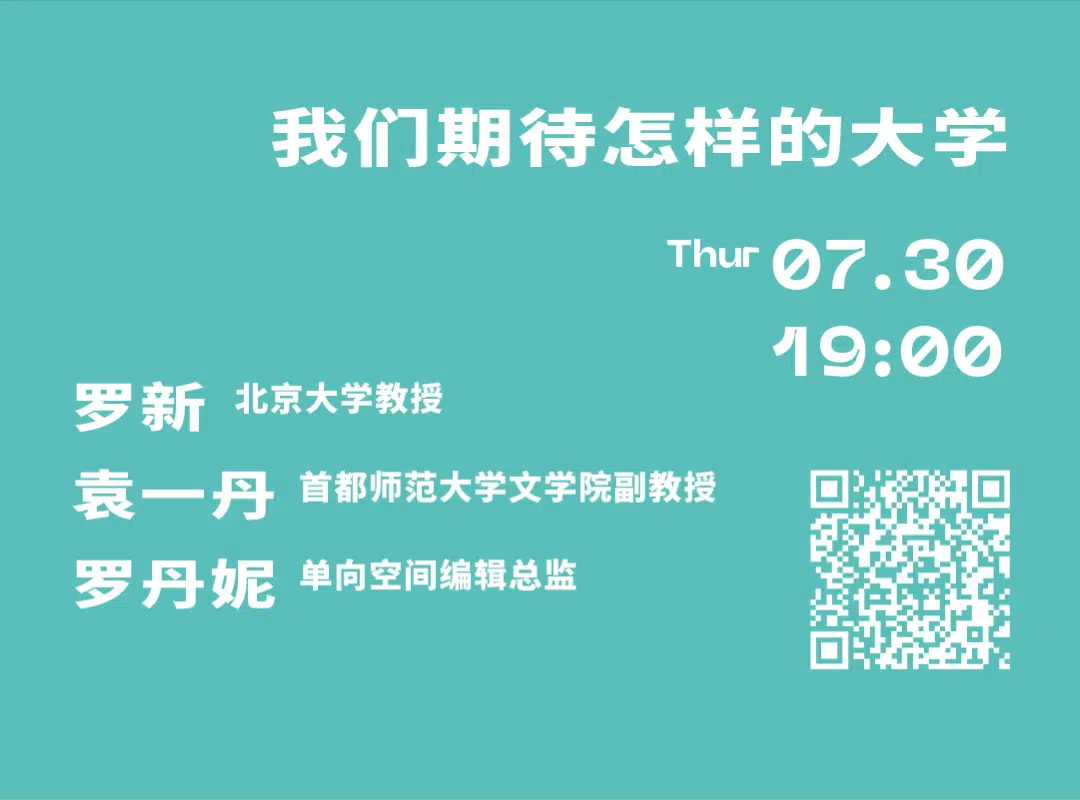 我们期待怎样的大学
Thur 07.30
19:00
罗新 北京大学教授
袁一丹 首都师范大学文学院副教授
罗丹妮 单向空间编辑总监